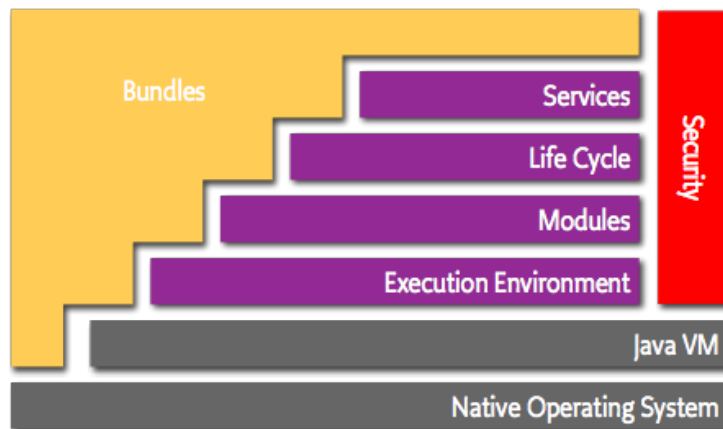 Bundles
Services
Life Cycle
Modules
Execution Environment
Security
Java VM
Native Operating System